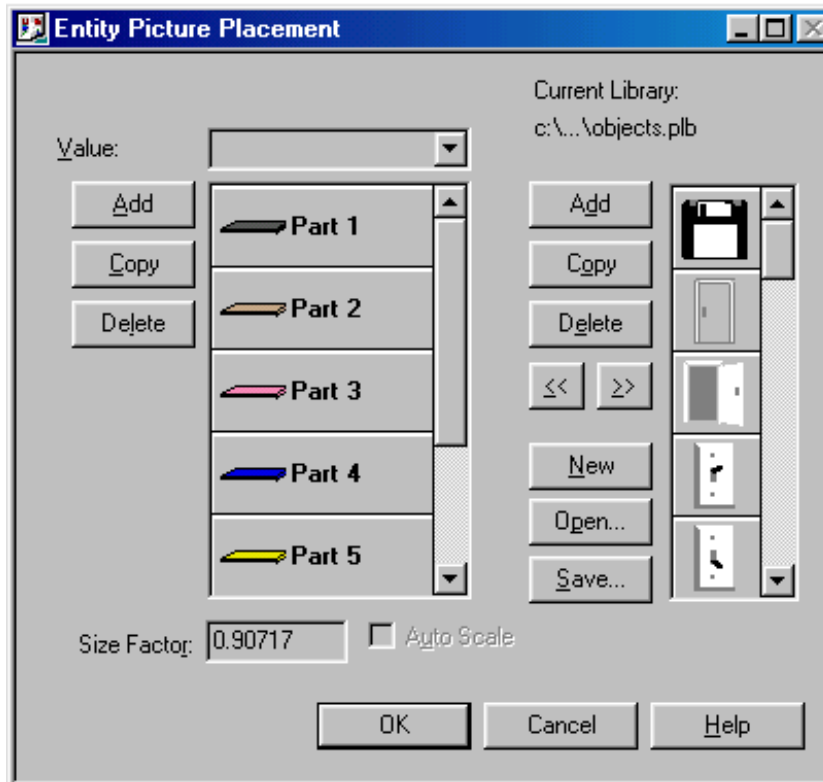 Entity Picture Placement
Current Library:
c:\...\objects.plb
Value:
Add
Copy
Delete
Part 1
Part 2
Part 3
Part 4
Part 5
Add
Copy
Delete
<<
>>
New
Open...
Save...
Size Factor:
0.90717
Auto Scale
OK
Cancel
Help